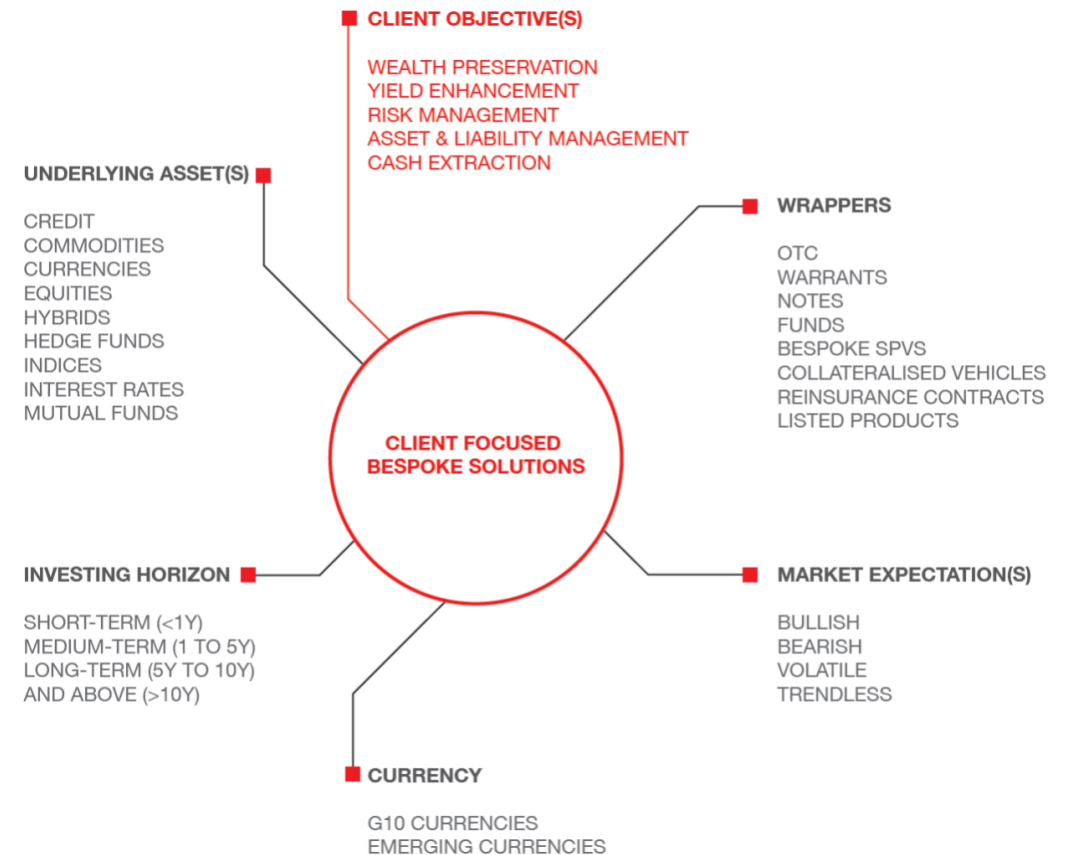 CLIENT OBJECTIVE(S)
WEALTH PRESERVATION
YIELD ENHANCEMENT
RISK MANAGEMENT
ASSET & LIABILITY MANAGEMENT
CASH EXTRACTION
UNDERLYING ASSET(S)
CREDIT
COMMODITIES
CURRENCIES
EQUITIES
HYBRIDS
HEDGE FUNDS
INDICES
INTEREST RATES
MUTUAL FUNDS
WRAPPERS
OTC
WARRANTS
NOTES
FUNDS
BESPOKE SPVS
COLLATERALISED VEHICLES
REINSURANCE CONTRACTS
LISTED PRODUCTS
CLIENT FOCUSED
BESPOKE SOLUTIONS
INVESTING HORIZON
SHORT-TERM (<1Y)
MEDIUM-TERM (1 TO 5Y)
LONG-TERM (5Y TO 10Y)
AND ABOVE (>10Y)
MARKET EXPECTATION(S)
BULLISH
BEARISH
VOLATILE
TRENDLESS
CURRENCY
G10 CURRENCIES
EMERGING CURRENCIES